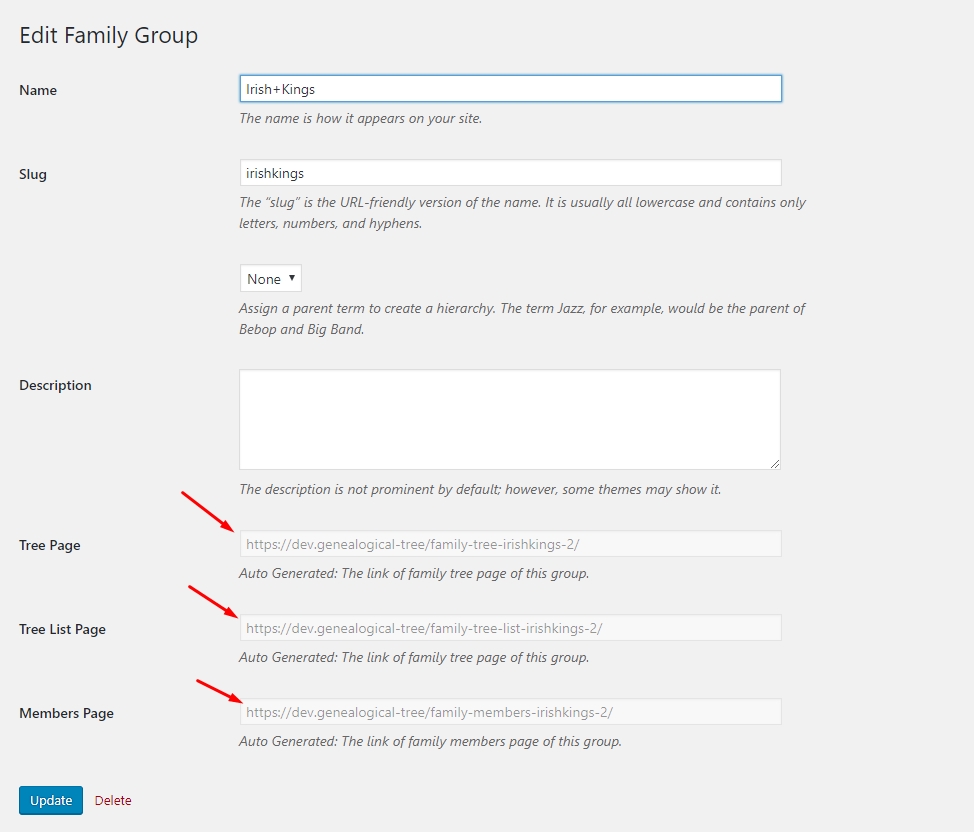 Edit Family Group
Name
Irish+Kings
The name is how it appears on your site.
Slug
irishkings
The “slug” is the URL-friendly version of the name. It is usually all lowercase and contains only
letters, numbers, and hyphens.
None
Assign a parent term to create a hierarchy. The term Jazz, for example, would be the parent of
Bebop and Big Band.
Description
The description is not prominent by default; however, some themes may show it.
Tree Page
https://dev.genealogical-tree/family-tree-irishkings-2/
Auto Generated: The link of family tree page of this group.
Tree List Page
https://dev.genealogical-tree/family-tree-list-irishkings-2/
Auto Generated: The link of family tree page of this group.
Members Page
https://dev.genealogical-tree/family-members-irishkings-2/
Auto Generated: The link of family members page of this group.
Update Delete